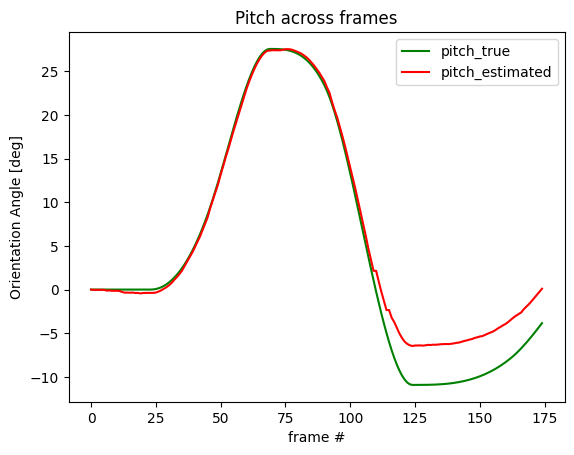 Pitch across frames
pitch_true
pitch_estimated
Orientation Angle [deg]
25
20
15
10
5
0
−5
−10
0 25 50 75 100 125 150 175
frame #